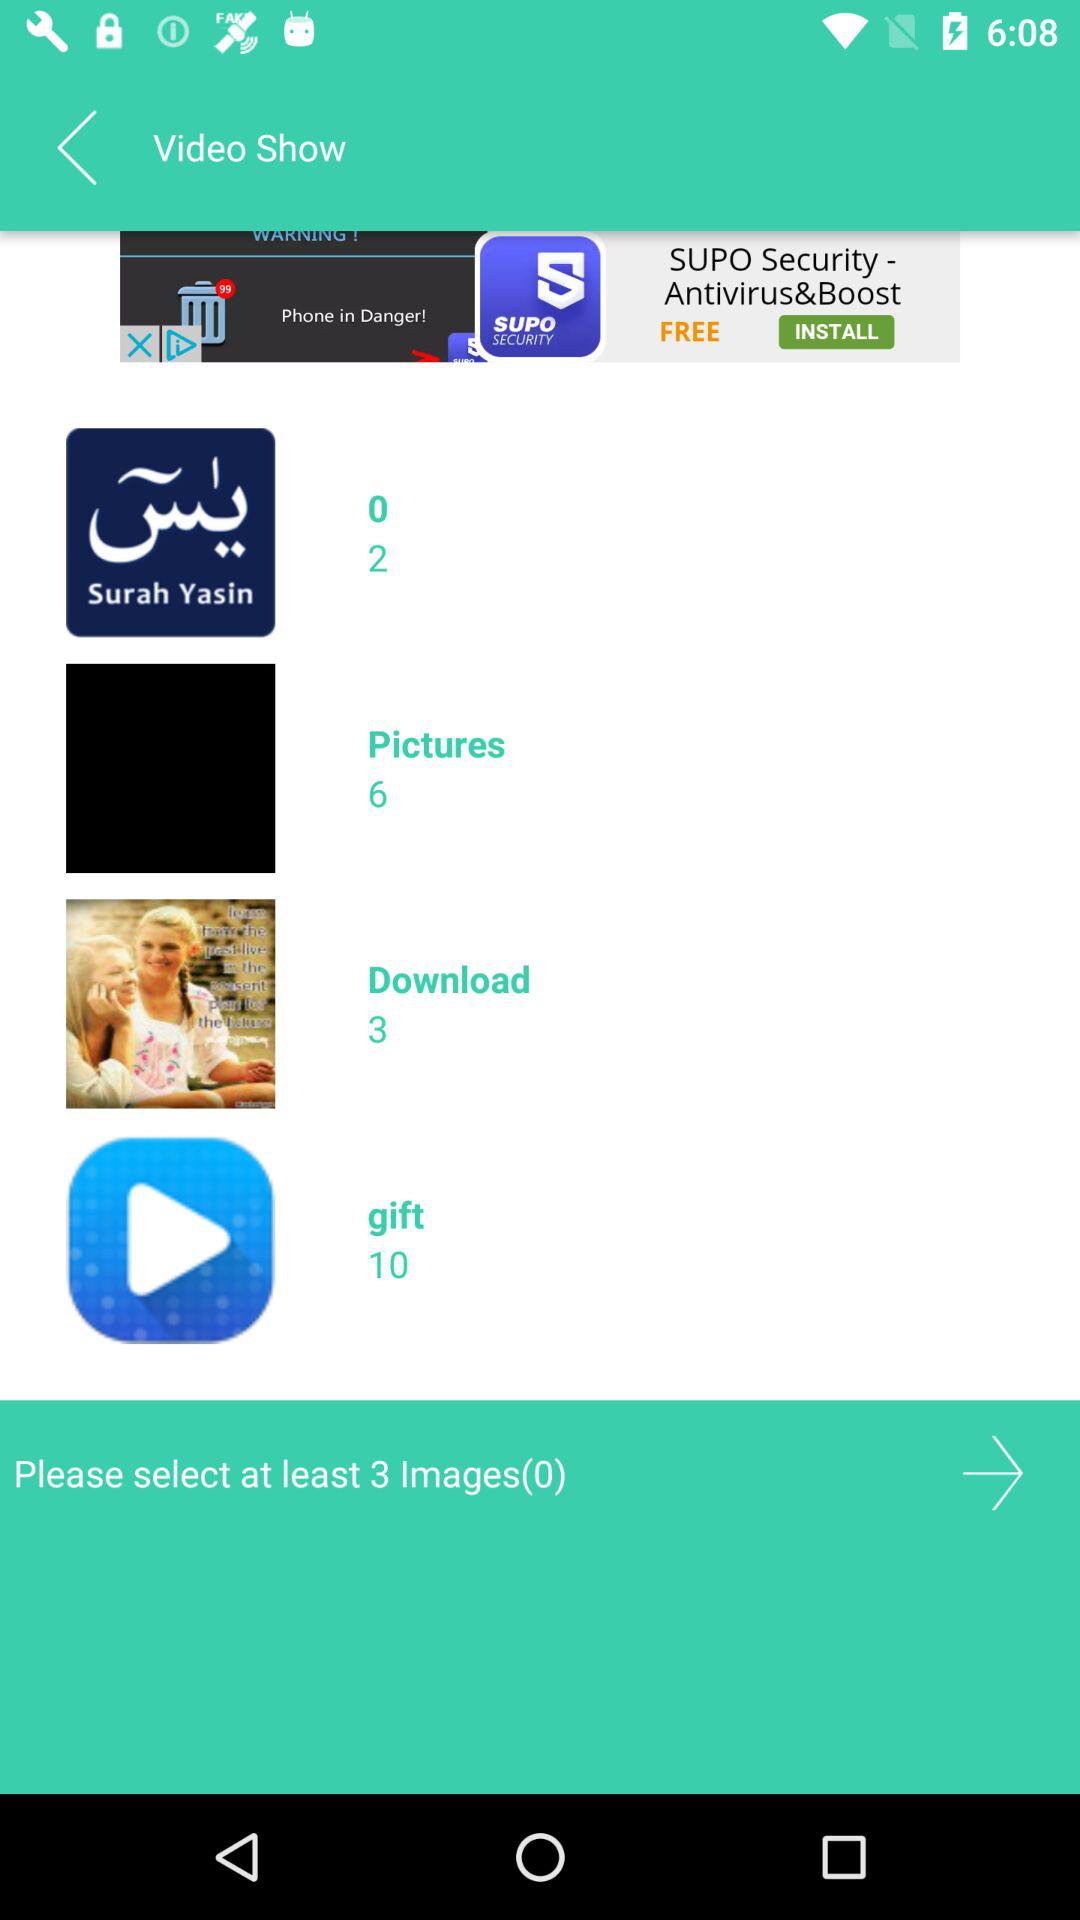 FAKE
6:08
Video Show
WARNING !
99
Phone in Danger!
SUPO
SECURITY
SUPO Security -
Antivirus&Boost
FREE
INSTALL
يٰسٓ
Surah Yasin
0
2
Pictures
6
learn
from the
past live
in the
present
plan for
the future
Download
3
gift
10
Please select at least 3 Images(0)